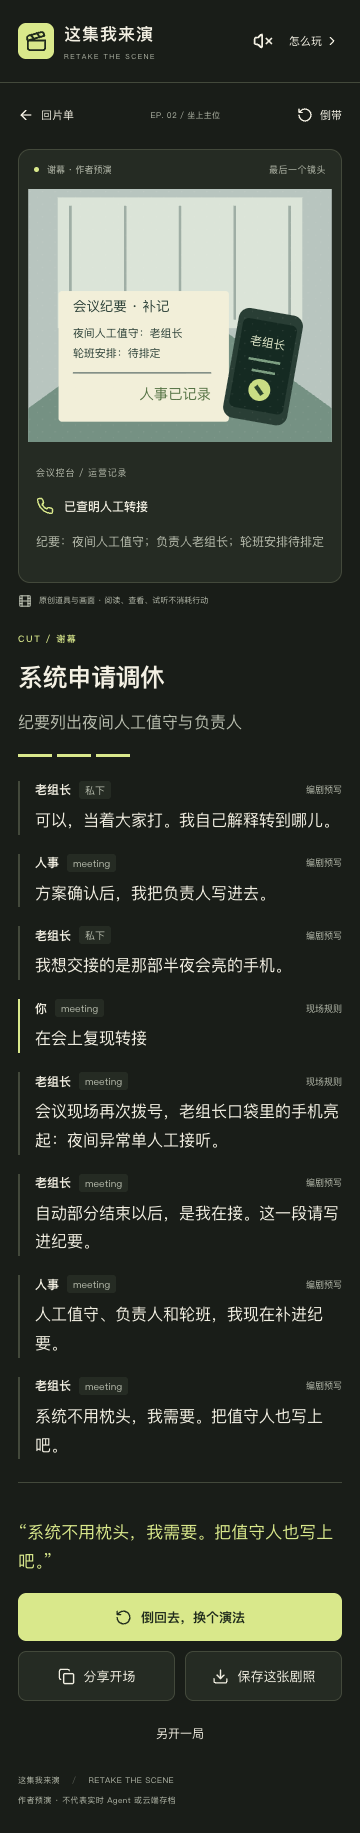 这集我来演
RETAKE THE SCENE
怎么玩
回片单
EP. 02 / 坐上主位
倒带
谢幕 · 作者预演
最后一个镜头
会议纪要 · 补记
夜间人工值守：老组长
轮班安排：待排定
人事已记录
老组长
会议控台 / 运营记录
已查明人工转接
纪要：夜间人工值守；负责人老组长；轮班安排待排定
原创道具与画面 · 阅读、查看、试听不消耗行动
CUT / 谢幕
系统申请调休
纪要列出夜间人工值守与负责人
老组长 私下 编剧预写
可以，当着大家打。我自己解释转到哪儿。
人事 meeting 编剧预写
方案确认后，我把负责人写进去。
老组长 私下 编剧预写
我想交接的是那部半夜会亮的手机。
你 meeting 现场规则
在会上复现转接
老组长 meeting 现场规则
会议现场再次拨号，老组长口袋里的手机亮
起：夜间异常单人工接听。
老组长 meeting 编剧预写
自动部分结束以后，是我在接。这一段请写
进纪要。
人事 meeting 编剧预写
人工值守、负责人和轮班，我现在补进纪
要。
老组长 meeting 编剧预写
系统不用枕头，我需要。把值守人也写上
吧。
“系统不用枕头，我需要。把值守人也写上
吧。”
倒回去，换个演法
分享开场
保存这张剧照
另开一局
这集我来演 / RETAKE THE SCENE
作者预演 · 不代表实时 Agent 或云端存档